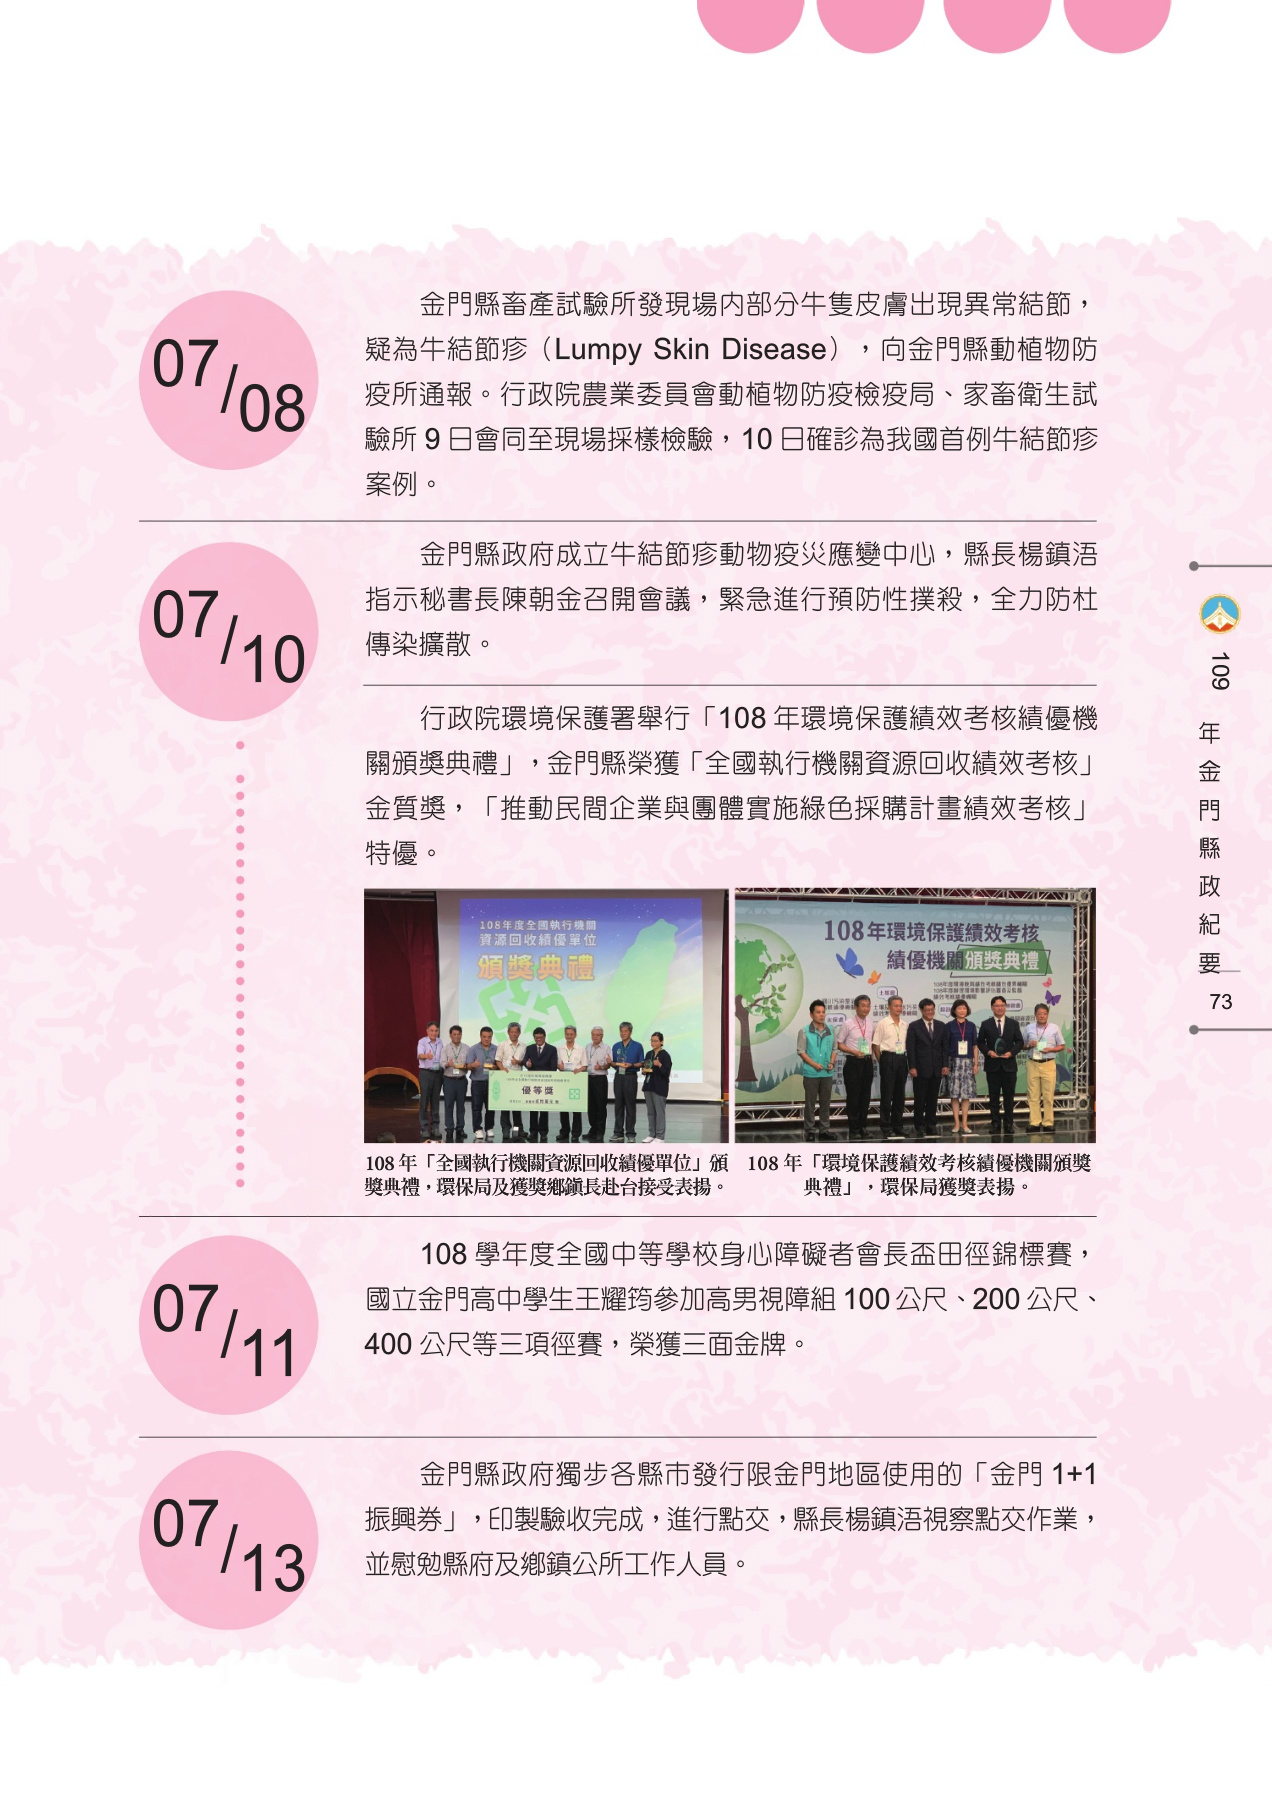 07/08
金門縣畜產試驗所發現場內部分牛隻皮膚出現異常結節，
疑為牛結節疹（Lumpy Skin Disease），向金門縣動植物防
疫所通報。行政院農業委員會動植物防疫檢疫局、家畜衛生試
驗所 9 日會同至現場採樣檢驗，10 日確診為我國首例牛結節疹
案例。
07/10
金門縣政府成立牛結節疹動物疫災應變中心，縣長楊鎮浯
指示秘書長陳朝金召開會議，緊急進行預防性撲殺，全力防杜
傳染擴散。
行政院環境保護署舉行「108 年環境保護績效考核績優機
關頒獎典禮」，金門縣榮獲「全國執行機關資源回收績效考核」
金質獎，「推動民間企業與團體實施綠色採購計畫績效考核」
特優。
108年度全國執行機關
資源回收績優單位
頒獎典禮
優等獎
108年環境保護績效考核
績優機關頒獎典禮
108 年「全國執行機關資源回收績優單位」頒
獎典禮，環保局及獲獎鄉鎮長赴台接受表揚。
108 年「環境保護績效考核績優機關頒獎
典禮」，環保局獲獎表揚。
07/11
108 學年度全國中等學校身心障礙者會長盃田徑錦標賽，
國立金門高中學生王耀筠參加高男視障組 100 公尺、200 公尺、
400 公尺等三項徑賽，榮獲三面金牌。
07/13
金門縣政府獨步各縣市發行限金門地區使用的「金門 1+1
振興券」，印製驗收完成，進行點交，縣長楊鎮浯視察點交作業，
並慰勉縣府及鄉鎮公所工作人員。
109 年金門縣政紀要
73